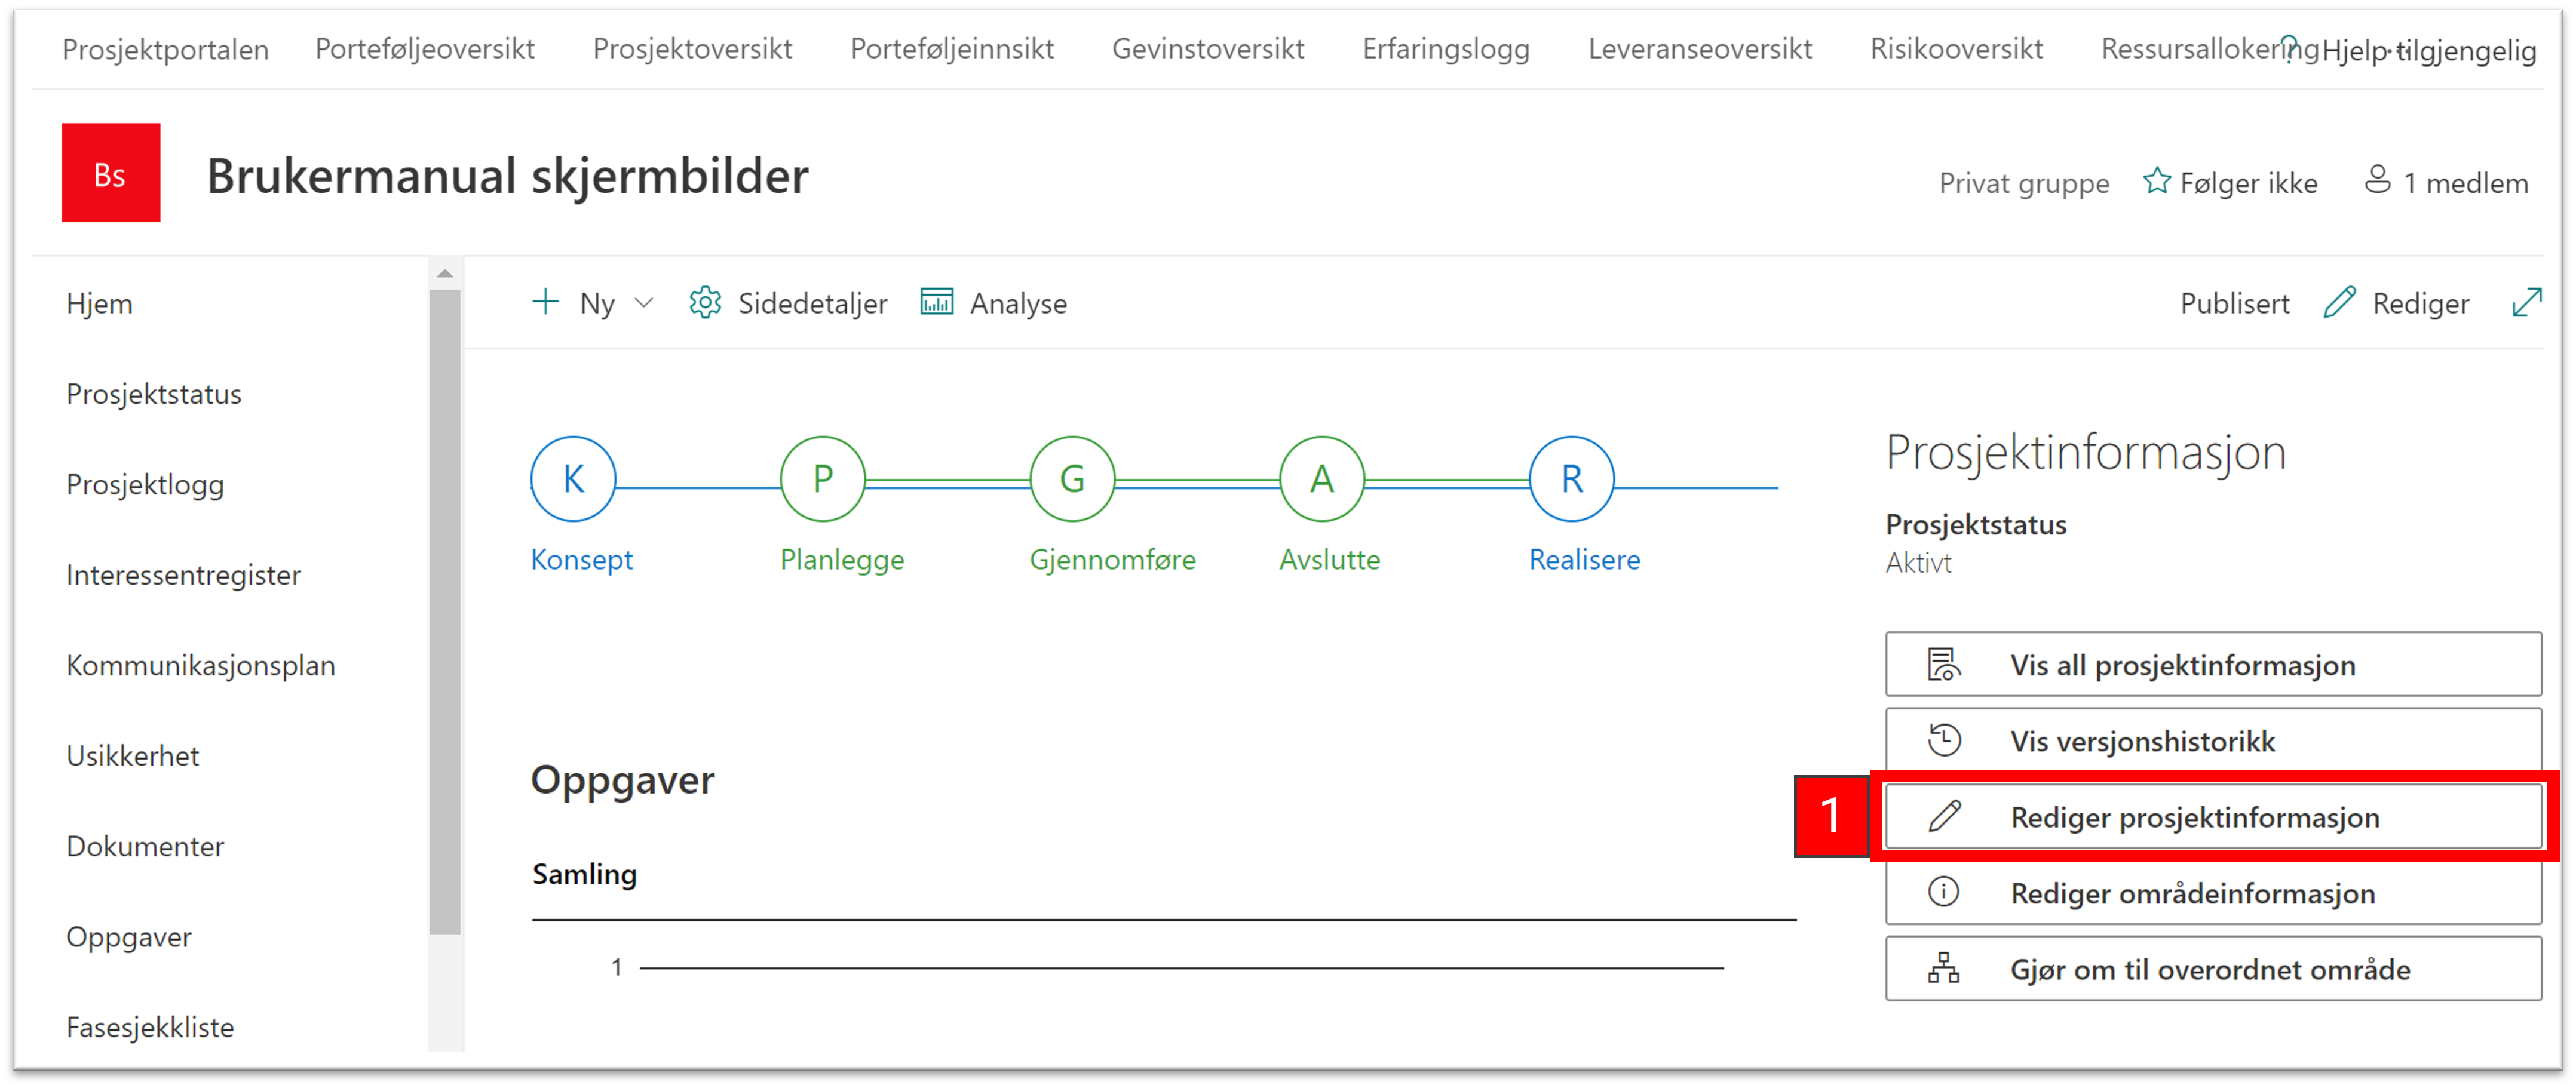 Prosjektportalen Porteføljeoversikt Prosjektoversikt Porteføljeinnsikt Gevinstoversikt Erfaringslogg Leveranseoversikt Risikooversikt Ressursallokering Hjelp tilgjengelig
Bs
Brukermanual skjermbilder
Privat gruppe Følger ikke 1 medlem
Hjem
Prosjektstatus
Prosjektlogg
Interessentregister
Kommunikasjonsplan
Usikkerhet
Dokumenter
Oppgaver
Fasesjekkliste
Ny Sidedetaljer Analyse Publisert Rediger
K P G A R
Konsept Planlegge Gjennomføre Avslutte Realisere
Oppgaver
Samling
1
Prosjektinformasjon
Prosjektstatus
Aktivt
Vis all prosjektinformasjon
Vis versjonshistorikk
1 Rediger prosjektinformasjon
Rediger områdeinformasjon
Gjør om til overordnet område